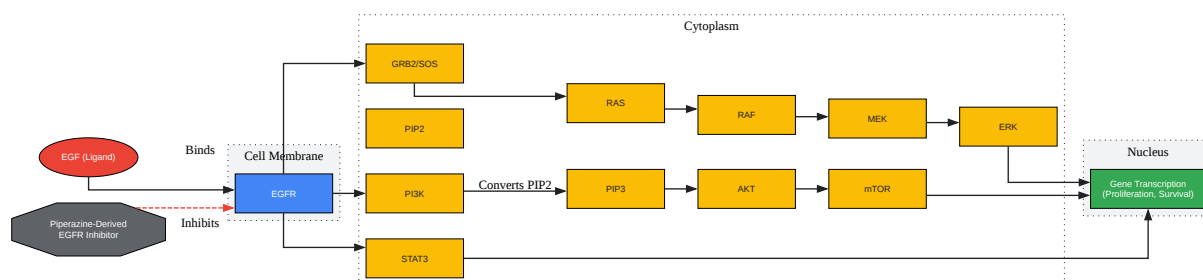 Cytoplasm
GRB2/SOS
RAS
RAF
MEK
ERK
PIP2
EGF (Ligand)
Binds
Cell Membrane
EGFR
PI3K
Converts PIP2
PIP3
AKT
mTOR
Nucleus
Gene Transcription
(Proliferation, Survival)
Piperazine-Derived
EGFR Inhibitor
Inhibits
STAT3